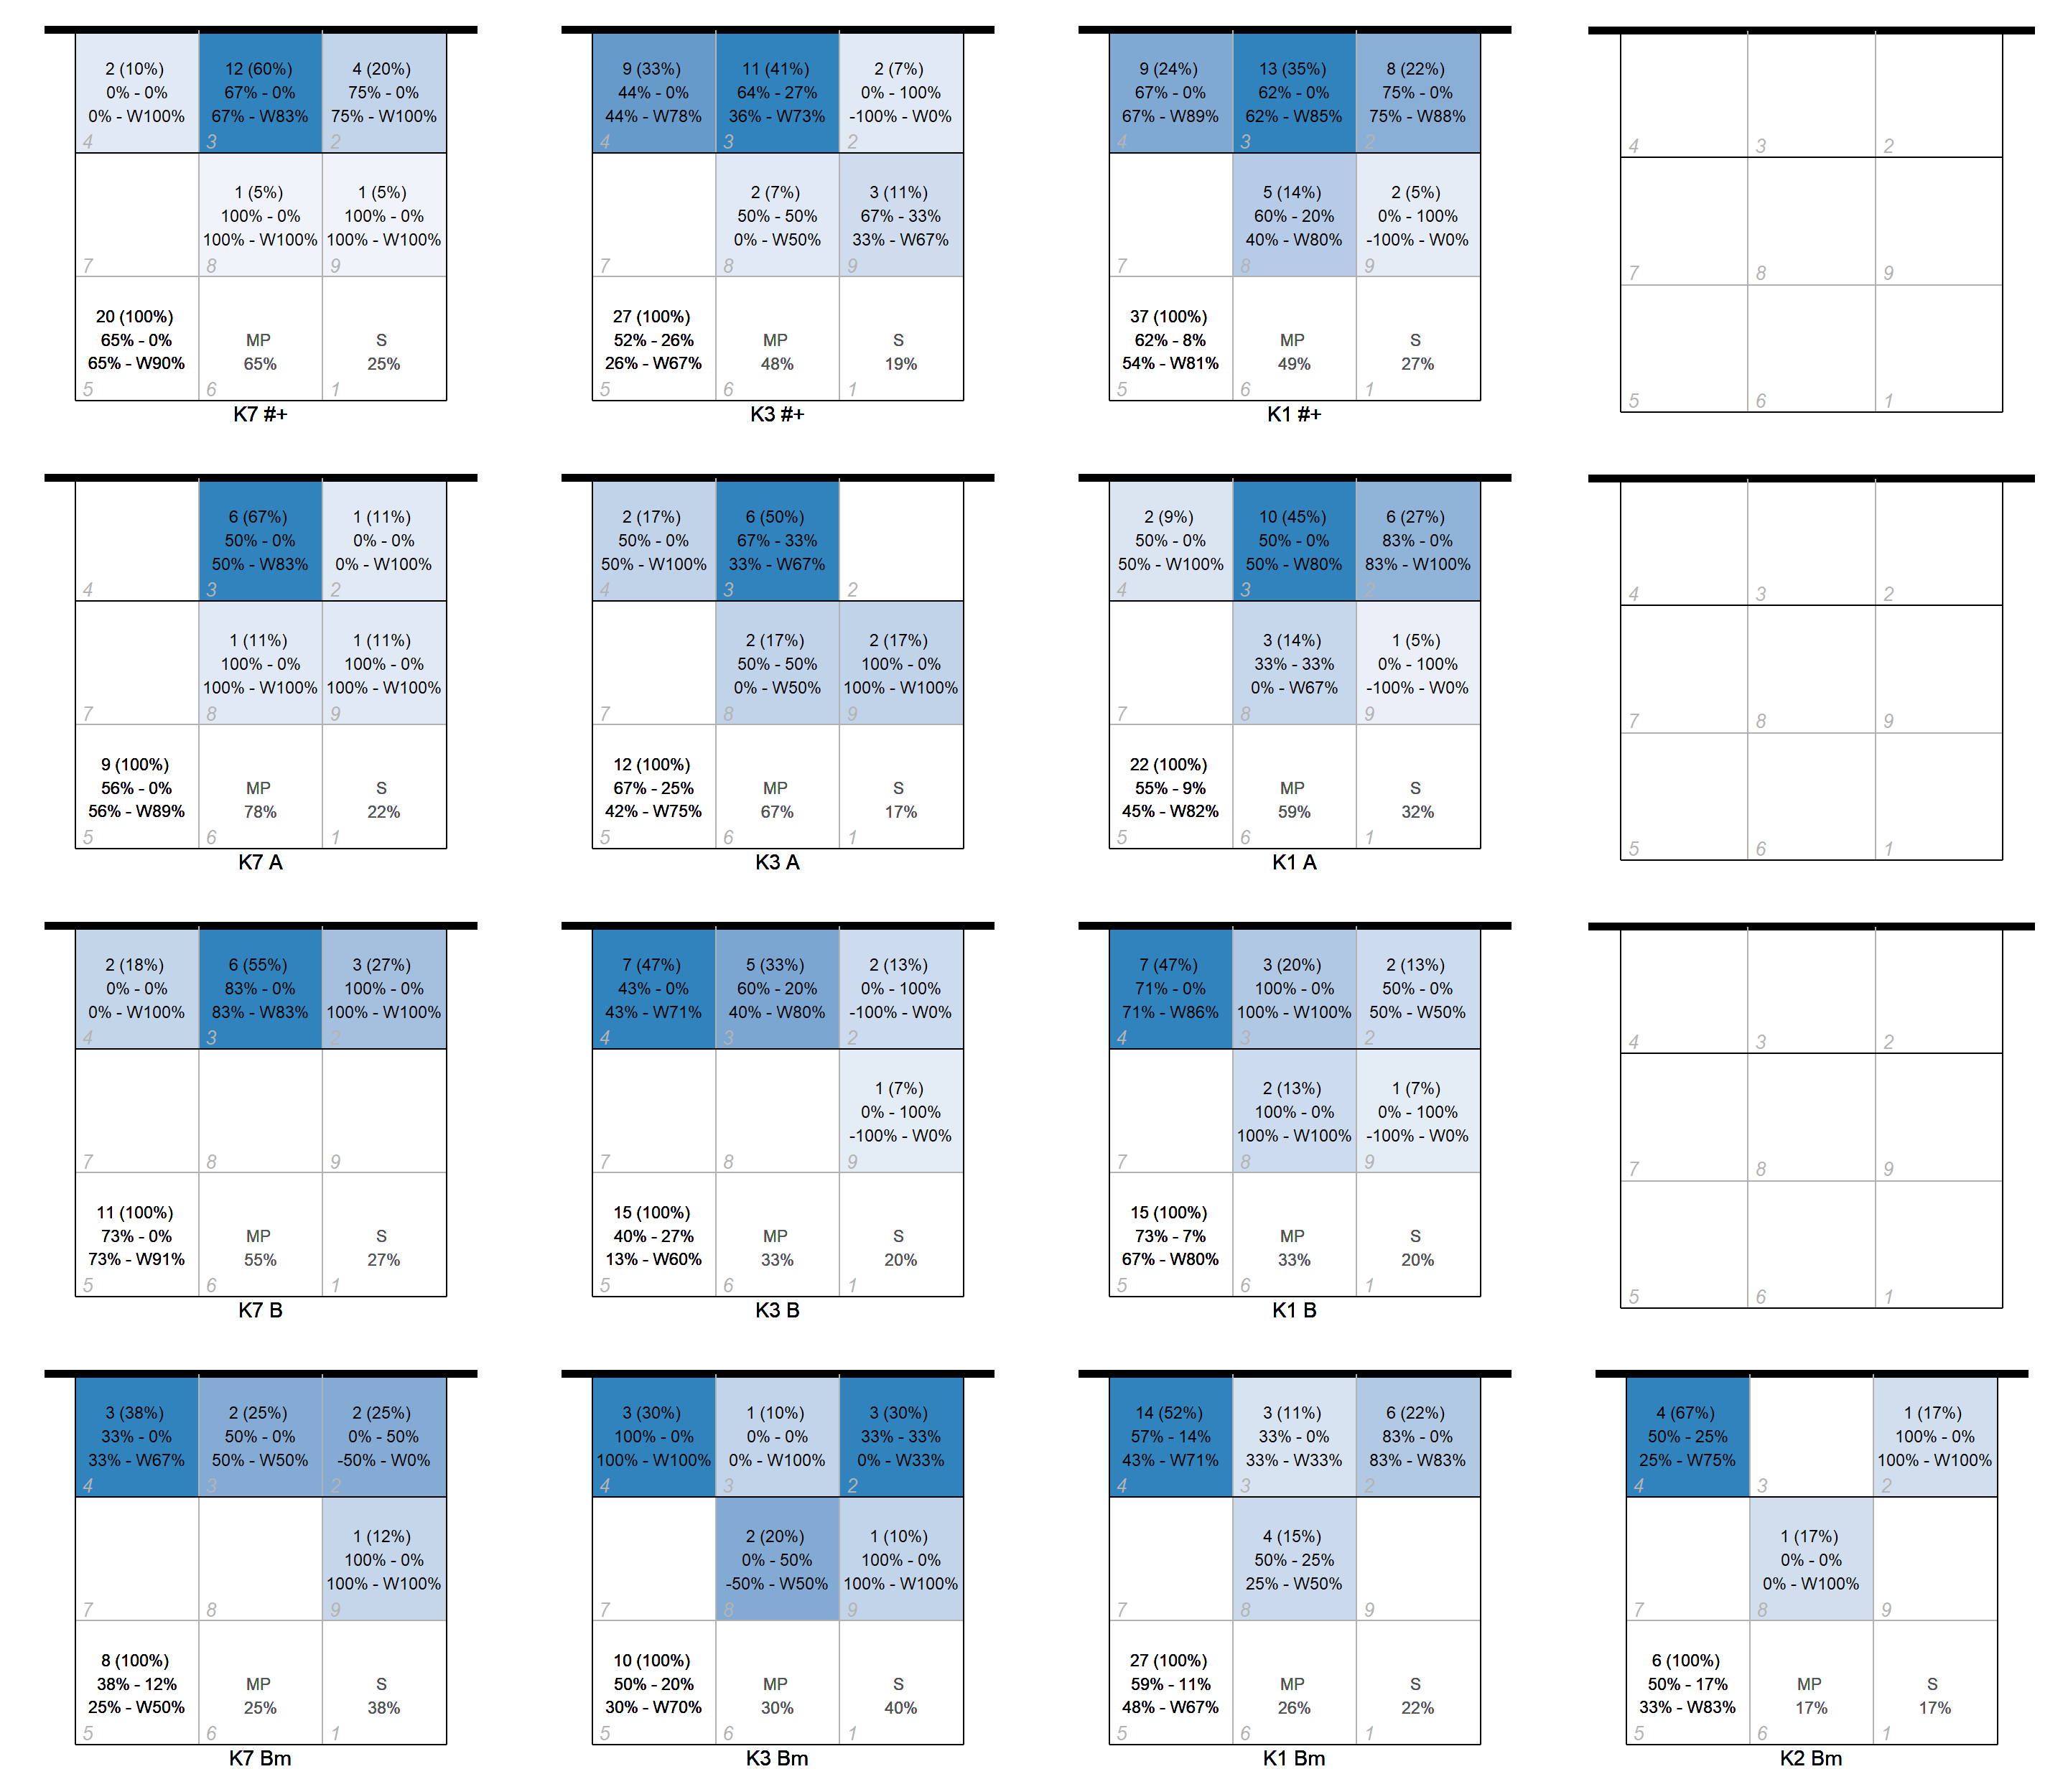 2 (10%)
0% - 0%
0% - W100%
4
12 (60%)
67% - 0%
67% - W83%
3
4 (20%)
75% - 0%
75% - W100%
2
7
1 (5%)
100% - 0%
100% - W100%
8
1 (5%)
100% - 0%
100% - W100%
9
20 (100%)
65% - 0%
65% - W90%
5
MP
65%
6
S
25%
1
K7 #+
9 (33%)
44% - 0%
44% - W78%
4
11 (41%)
64% - 27%
36% - W73%
3
2 (7%)
0% - 100%
-100% - W0%
2
7
2 (7%)
50% - 50%
0% - W50%
8
3 (11%)
67% - 33%
33% - W67%
9
27 (100%)
52% - 26%
26% - W67%
5
MP
48%
6
S
19%
1
K3 #+
9 (24%)
67% - 0%
67% - W89%
4
13 (35%)
62% - 0%
62% - W85%
3
8 (22%)
75% - 0%
75% - W88%
2
7
5 (14%)
60% - 20%
40% - W80%
8
2 (5%)
0% - 100%
-100% - W0%
9
37 (100%)
62% - 8%
54% - W81%
5
MP
49%
6
S
27%
1
K1 #+
4
3
2
7
8
9
5
6
1
4
6 (67%)
50% - 0%
50% - W83%
3
1 (11%)
0% - 0%
0% - W100%
2
7
1 (11%)
100% - 0%
100% - W100%
8
1 (11%)
100% - 0%
100% - W100%
9
9 (100%)
56% - 0%
56% - W89%
5
MP
78%
6
S
22%
1
K7 A
2 (17%)
50% - 0%
50% - W100%
4
6 (50%)
67% - 33%
33% - W67%
3
2
7
2 (17%)
50% - 50%
0% - W50%
8
2 (17%)
100% - 0%
100% - W100%
9
12 (100%)
67% - 25%
42% - W75%
5
MP
67%
6
S
17%
1
K3 A
2 (9%)
50% - 0%
50% - W100%
4
10 (45%)
50% - 0%
50% - W80%
3
6 (27%)
83% - 0%
83% - W100%
2
7
3 (14%)
33% - 33%
0% - W67%
8
1 (5%)
0% - 100%
-100% - W0%
9
22 (100%)
55% - 9%
45% - W82%
5
MP
59%
6
S
32%
1
K1 A
4
3
2
7
8
9
5
6
1
2 (18%)
0% - 0%
0% - W100%
4
6 (55%)
83% - 0%
83% - W83%
3
3 (27%)
100% - 0%
100% - W100%
2
7
8
9
11 (100%)
73% - 0%
73% - W91%
5
MP
55%
6
S
27%
1
K7 B
7 (47%)
43% - 0%
43% - W71%
4
5 (33%)
60% - 20%
40% - W80%
3
2 (13%)
0% - 100%
-100% - W0%
2
7
8
1 (7%)
0% - 100%
-100% - W0%
9
15 (100%)
40% - 27%
13% - W60%
5
MP
33%
6
S
20%
1
K3 B
7 (47%)
71% - 0%
71% - W86%
4
3 (20%)
100% - 0%
100% - W100%
3
2 (13%)
50% - 0%
50% - W50%
2
7
2 (13%)
100% - 0%
100% - W100%
8
1 (7%)
0% - 100%
-100% - W0%
9
15 (100%)
73% - 7%
67% - W80%
5
MP
33%
6
S
20%
1
K1 B
4
3
2
7
8
9
5
6
1
3 (38%)
33% - 0%
33% - W67%
4
2 (25%)
50% - 0%
50% - W50%
3
2 (25%)
0% - 50%
-50% - W0%
2
7
8
1 (12%)
100% - 0%
100% - W100%
9
8 (100%)
38% - 12%
25% - W50%
5
MP
25%
6
S
38%
1
K7 Bm
3 (30%)
100% - 0%
100% - W100%
4
1 (10%)
0% - 0%
0% - W100%
3
3 (30%)
33% - 33%
0% - W33%
2
7
2 (20%)
0% - 50%
-50% - W50%
8
1 (10%)
100% - 0%
100% - W100%
9
10 (100%)
50% - 20%
30% - W70%
5
MP
30%
6
S
40%
1
K3 Bm
14 (52%)
57% - 14%
43% - W71%
4
3 (11%)
33% - 0%
33% - W33%
3
6 (22%)
83% - 0%
83% - W83%
2
7
4 (15%)
50% - 25%
25% - W50%
8
9
27 (100%)
59% - 11%
48% - W67%
5
MP
26%
6
S
22%
1
K1 Bm
4 (67%)
50% - 25%
25% - W75%
4
3
1 (17%)
100% - 0%
100% - W100%
2
7
1 (17%)
0% - 0%
0% - W100%
8
9
6 (100%)
50% - 17%
33% - W83%
5
MP
17%
6
S
17%
1
K2 Bm